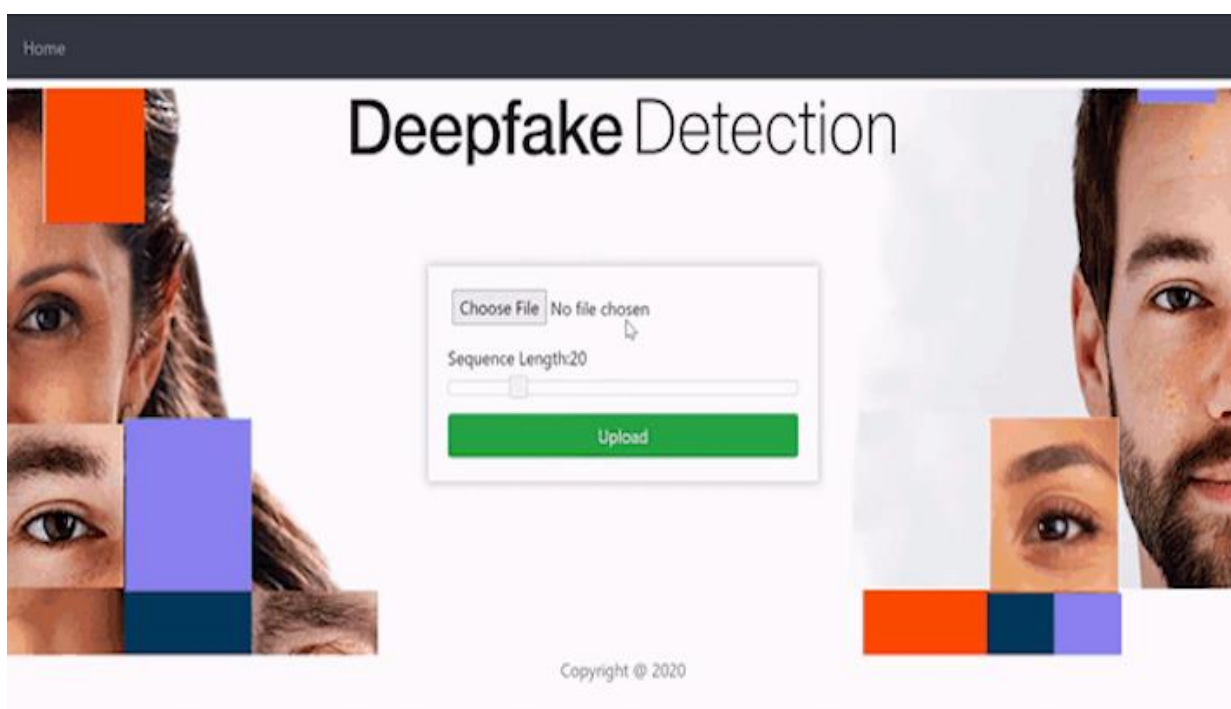 Home
Deepfake Detection
Choose File No file chosen
Sequence Length:20
Upload
Copyright @ 2020